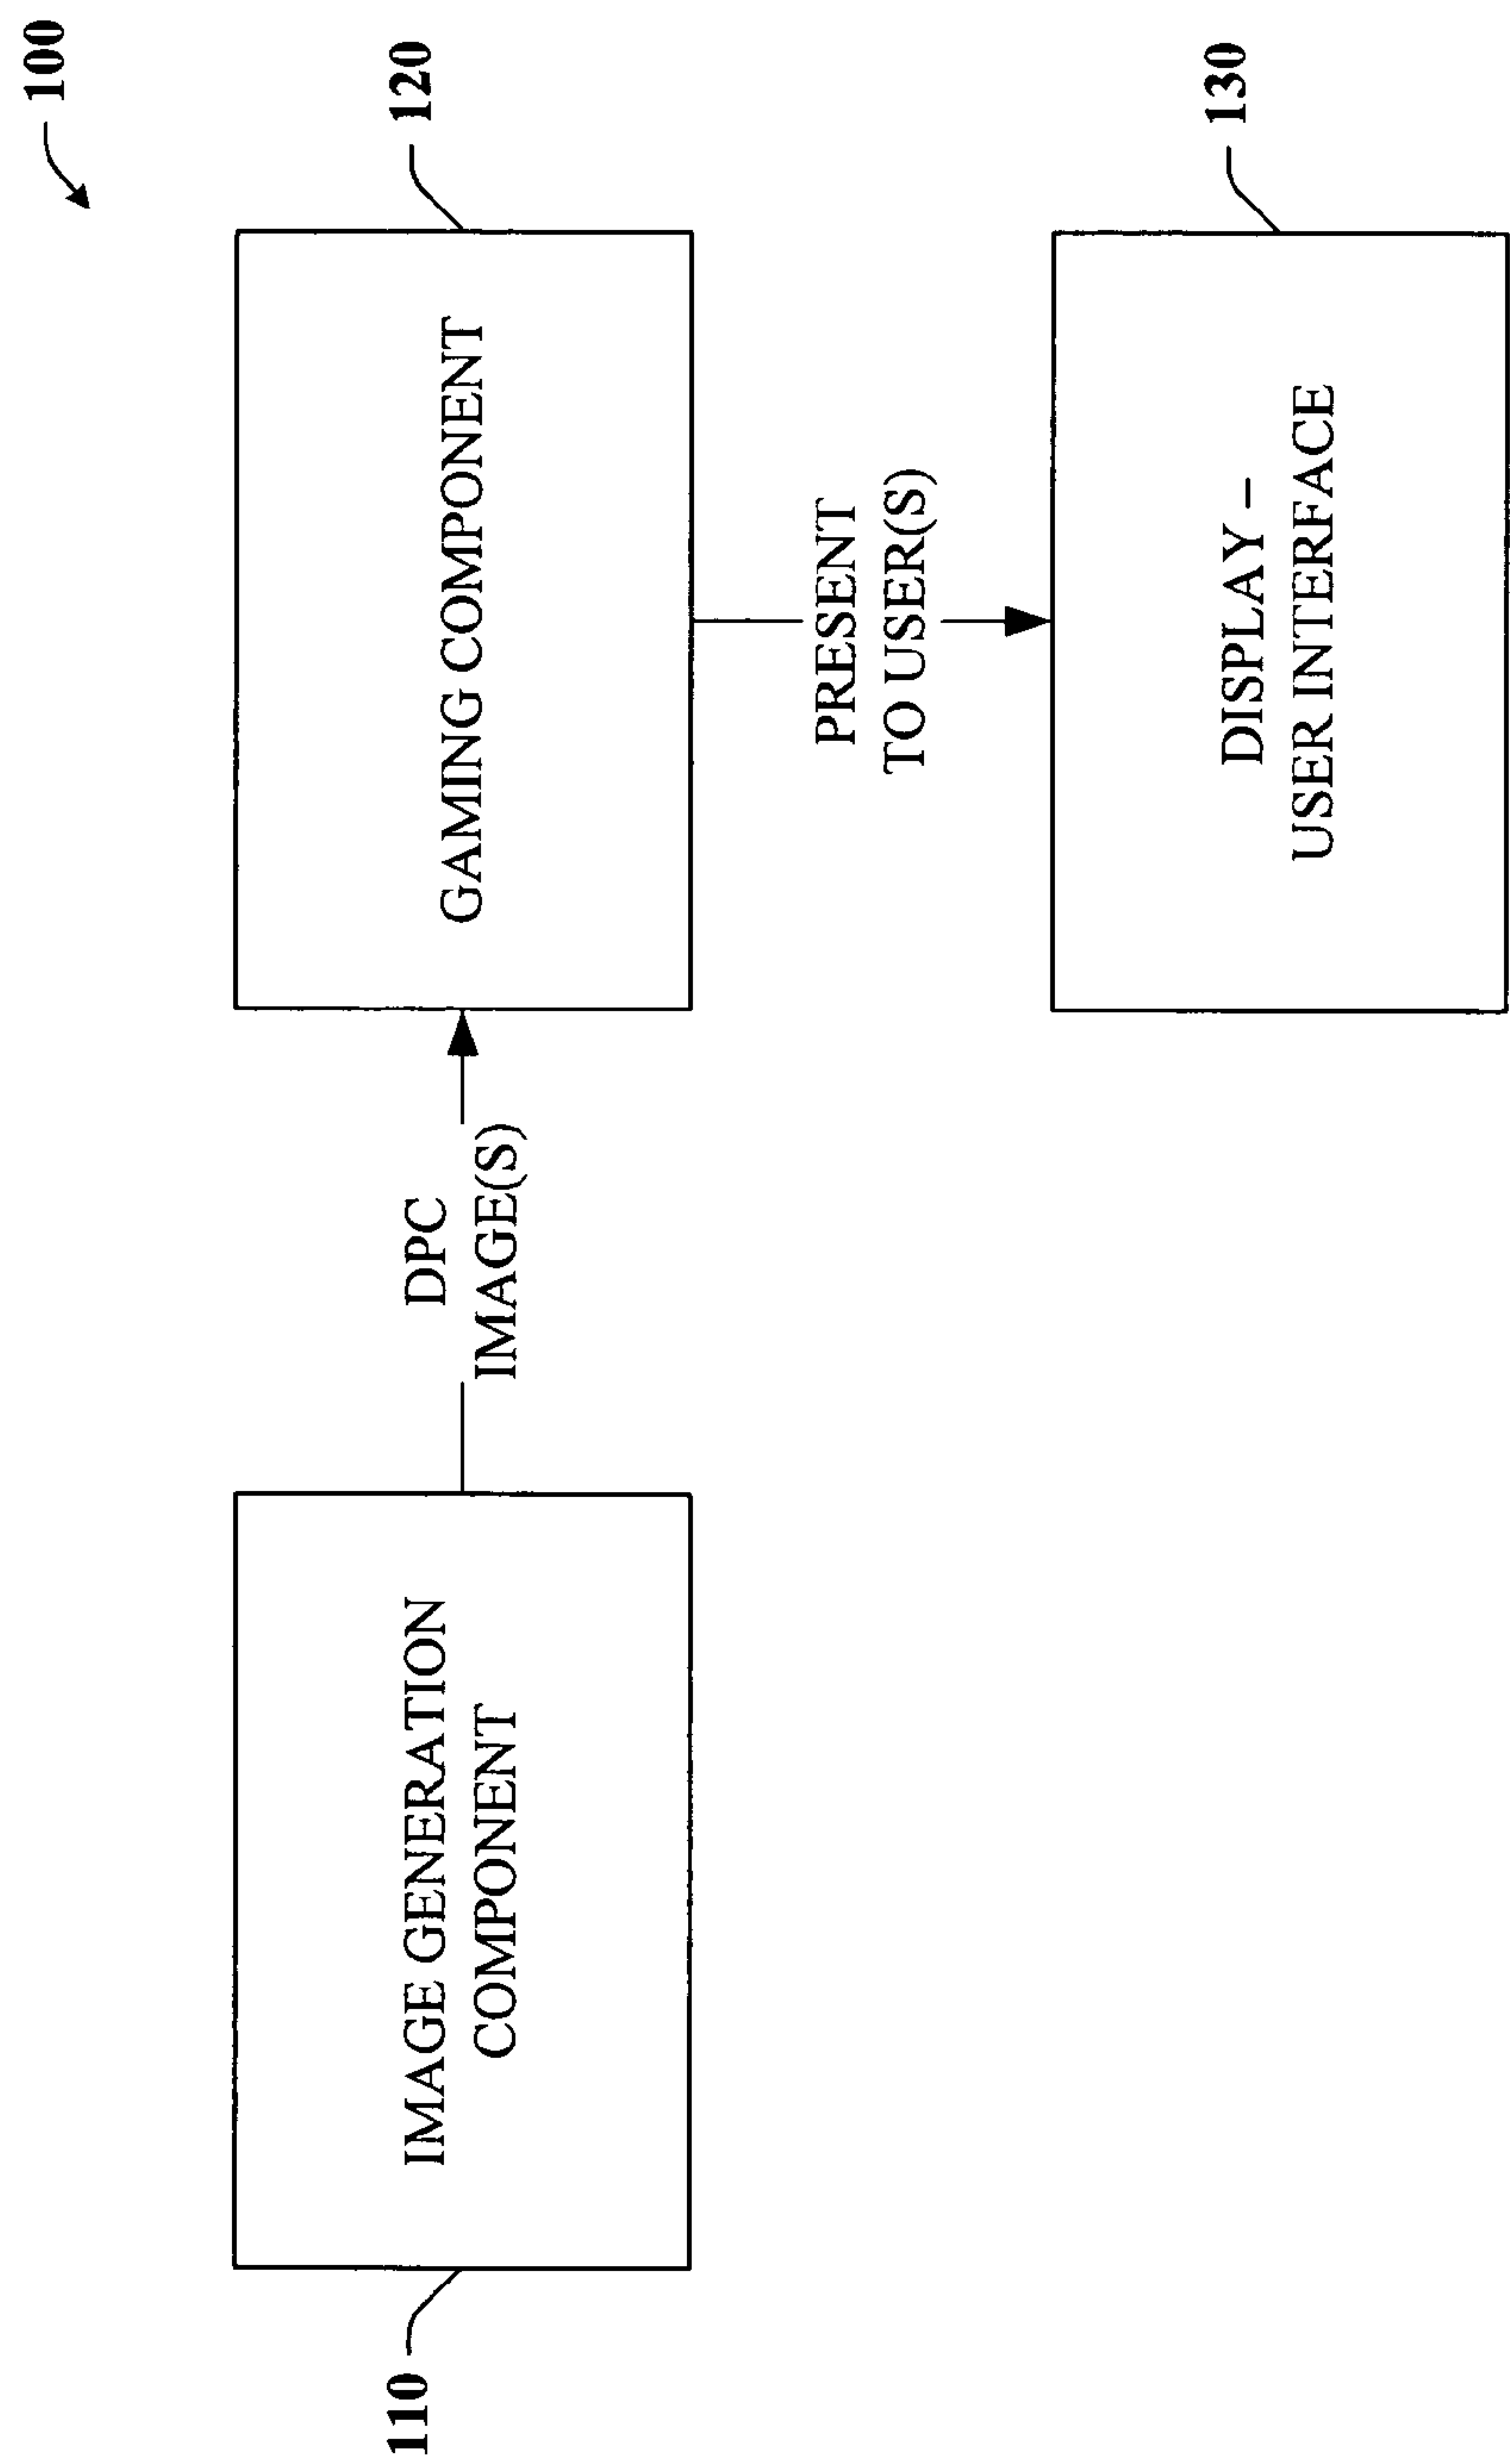 100
110
IMAGE GENERATION
COMPONENT
DPC
IMAGE(S)
GAMING COMPONENT
120
PRESENT
TO USER(S)
DISPLAY –
USER INTERFACE
130